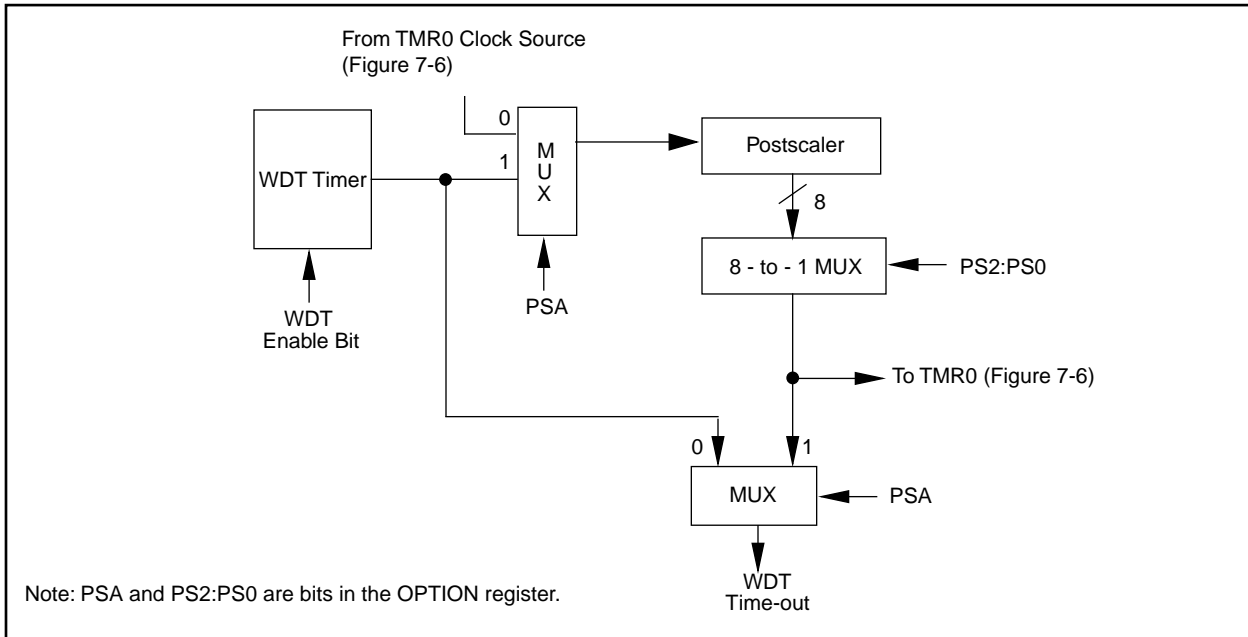 From TMR0 Clock Source
(Figure 7-6)
0
1
M
U
X
WDT Timer
Postscaler
8
8 - to - 1 MUX
PS2:PS0
PSA
WDT
Enable Bit
To TMR0 (Figure 7-6)
0
1
MUX
PSA
WDT
Time-out
Note: PSA and PS2:PS0 are bits in the OPTION register.